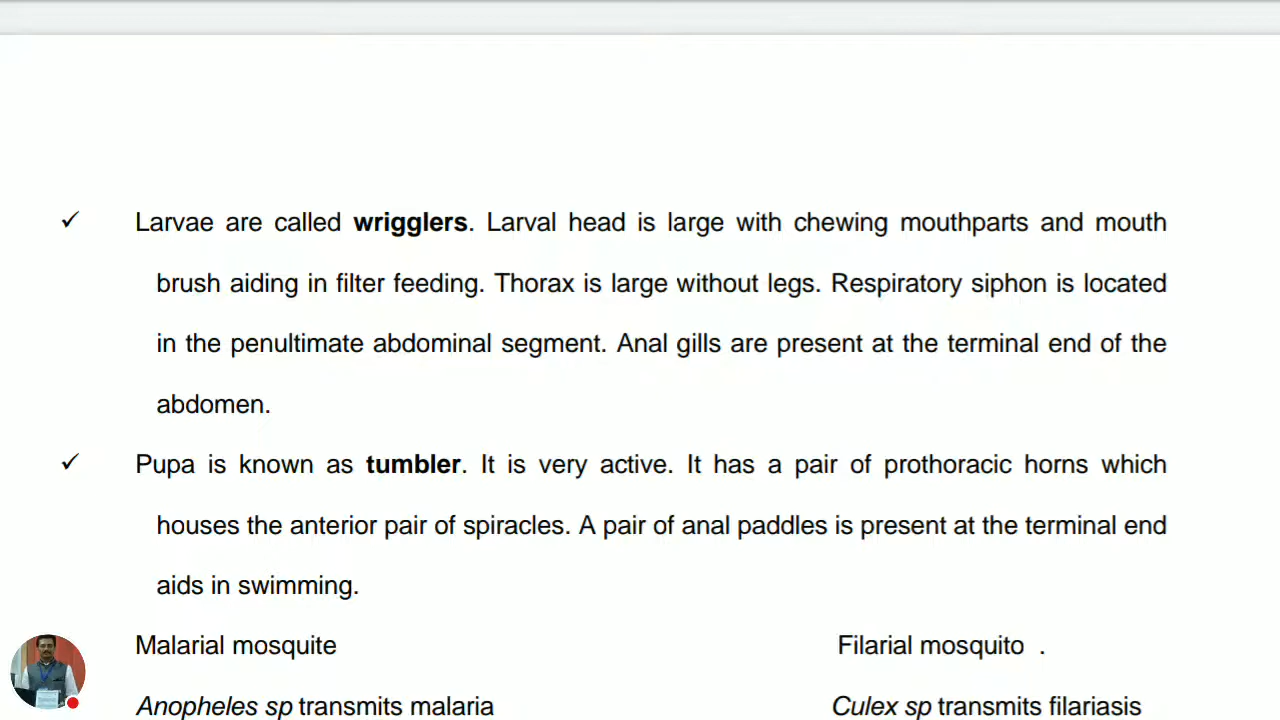 ✓ Larvae are called wrigglers. Larval head is large with chewing mouthparts and mouth
brush aiding in filter feeding. Thorax is large without legs. Respiratory siphon is located
in the penultimate abdominal segment. Anal gills are present at the terminal end of the
abdomen.
✓ Pupa is known as tumbler. It is very active. It has a pair of prothoracic horns which
houses the anterior pair of spiracles. A pair of anal paddles is present at the terminal end
aids in swimming.
Malarial mosquite Filarial mosquito .
Anopheles sp transmits malaria Culex sp transmits filariasis